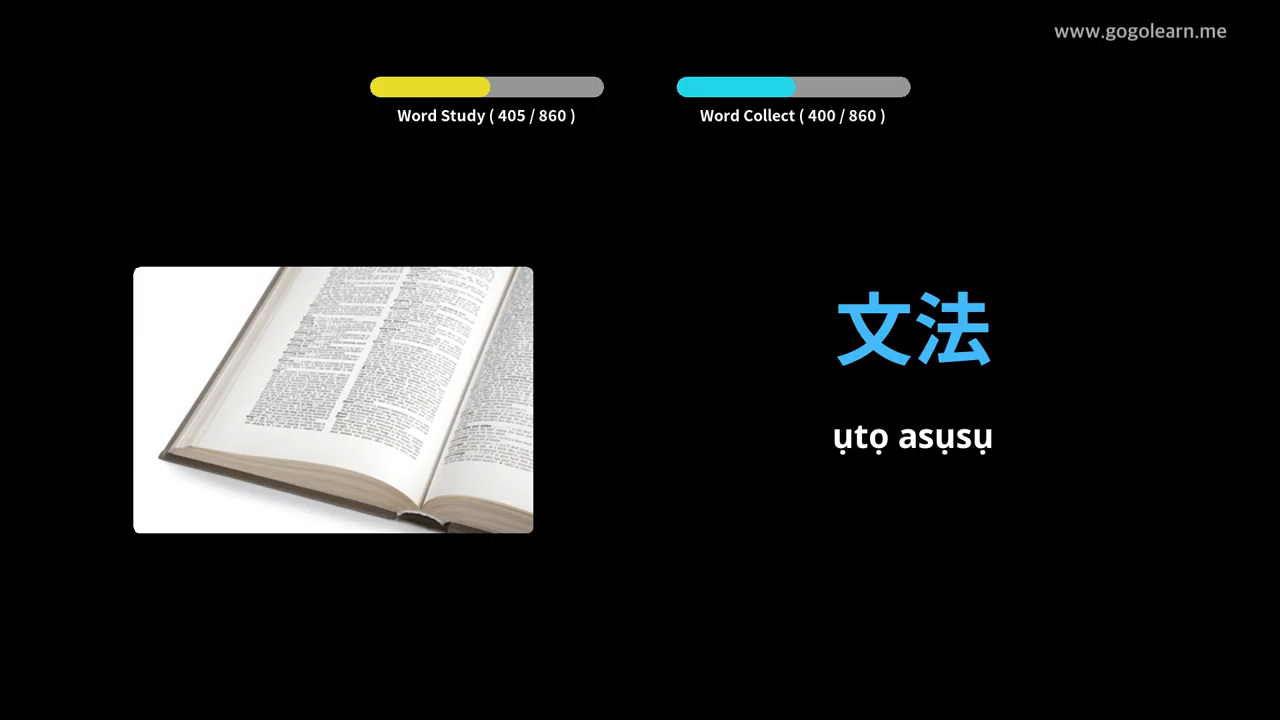 www.gogolearn.me
Word Study ( 405 / 860 )
Word Collect ( 400 / 860 )
文法
ụtọ asụsụ